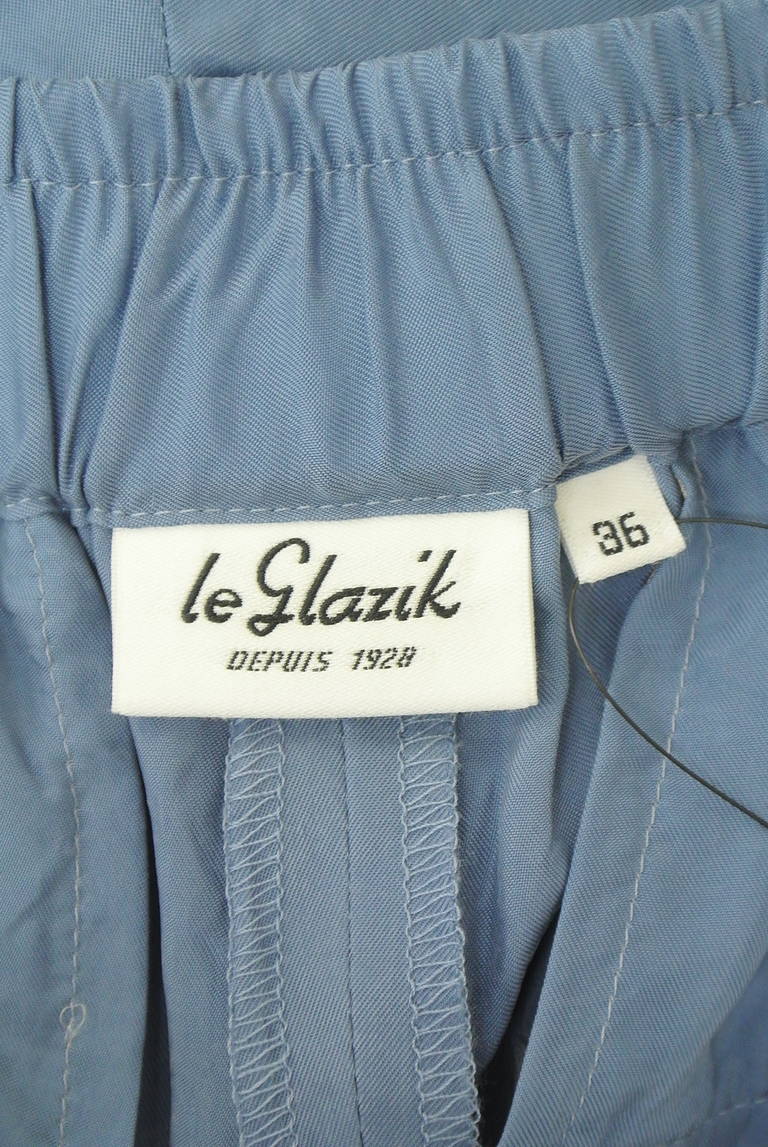 le Glazik
DEPUIS 1928
36